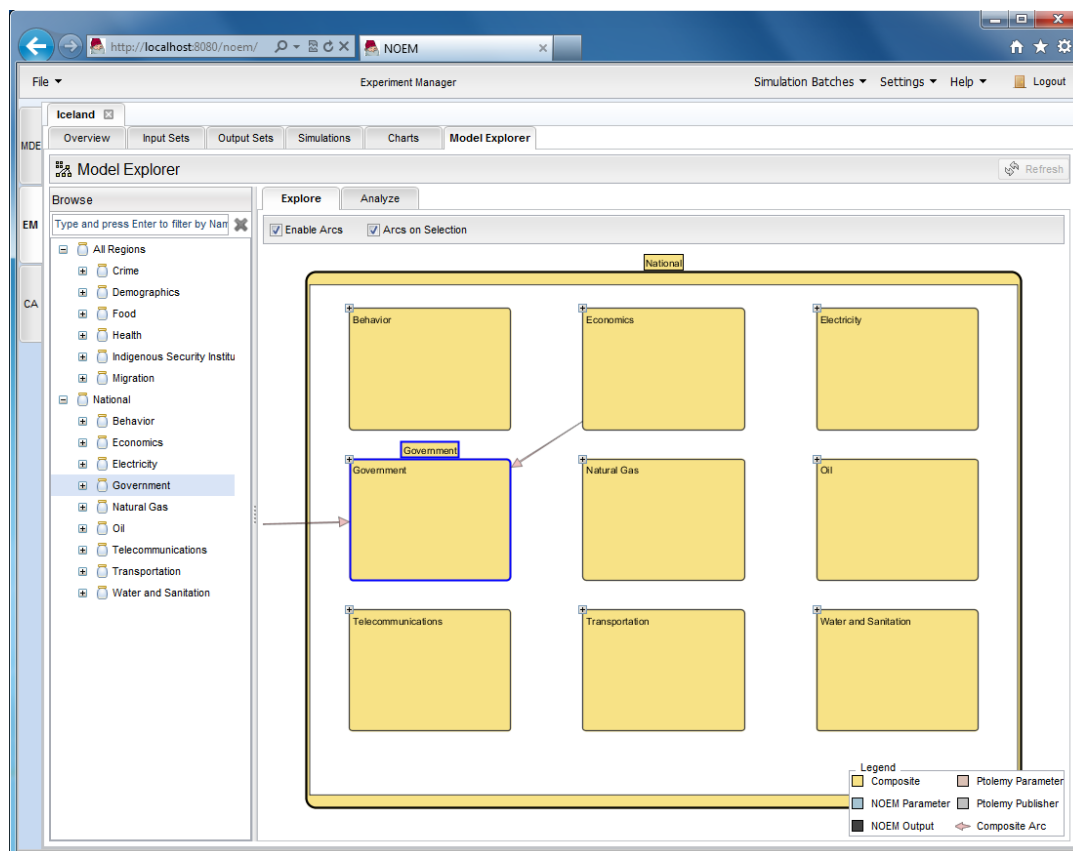 http://localhost:8080/noem/
NOEM
File
Experiment Manager
Simulation Batches
Settings
Help
Logout
Iceland
MDE
EM
CA
Overview
Input Sets
Output Sets
Simulations
Charts
Model Explorer
Model Explorer
Refresh
Browse
Type and press Enter to filter by Nam
All Regions
Crime
Demographics
Food
Health
Indigenous Security Institu
Migration
National
Behavior
Economics
Electricity
Government
Natural Gas
Oil
Telecommunications
Transportation
Water and Sanitation
Explore
Analyze
Enable Arcs
Arcs on Selection
National
Behavior
Economics
Electricity
Government
Government
Natural Gas
Oil
Telecommunications
Transportation
Water and Sanitation
Legend
Composite
Ptolemy Parameter
NOEM Parameter
Ptolemy Publisher
NOEM Output
Composite Arc